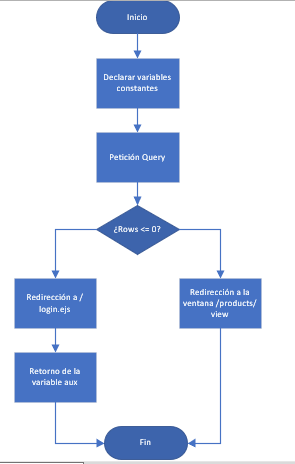 Inicio
Declarar variables
constantes
Petición Query
¿Rows <= 0?
Redirección a /
login.ejs
Redirección a la
ventana /products/
view
Retorno de la
variable aux
Fin